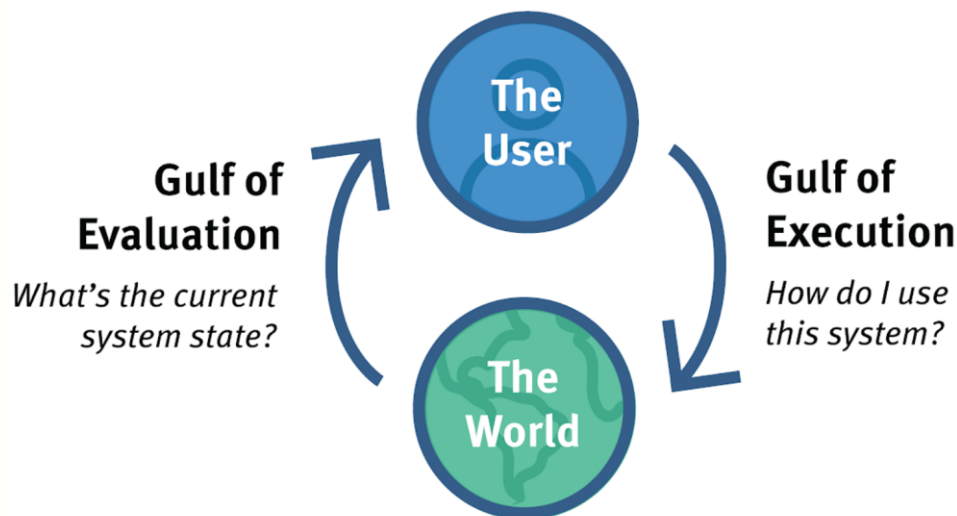 The
User
Gulf of
Evaluation
What's the current
system state?
Gulf of
Execution
How do I use
this system?
The
World